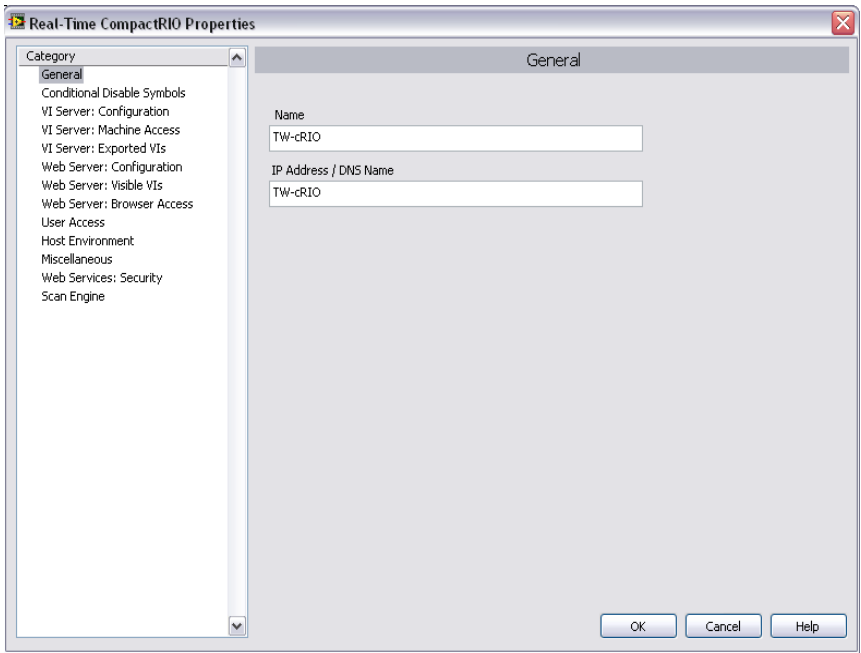 Real-Time CompactRIO Properties
Category
General
Conditional Disable Symbols
VI Server: Configuration
VI Server: Machine Access
VI Server: Exported VIs
Web Server: Configuration
Web Server: Visible VIs
Web Server: Browser Access
User Access
Host Environment
Miscellaneous
Web Services: Security
Scan Engine
General
Name
TW-cRIO
IP Address / DNS Name
TW-cRIO
OK
Cancel
Help